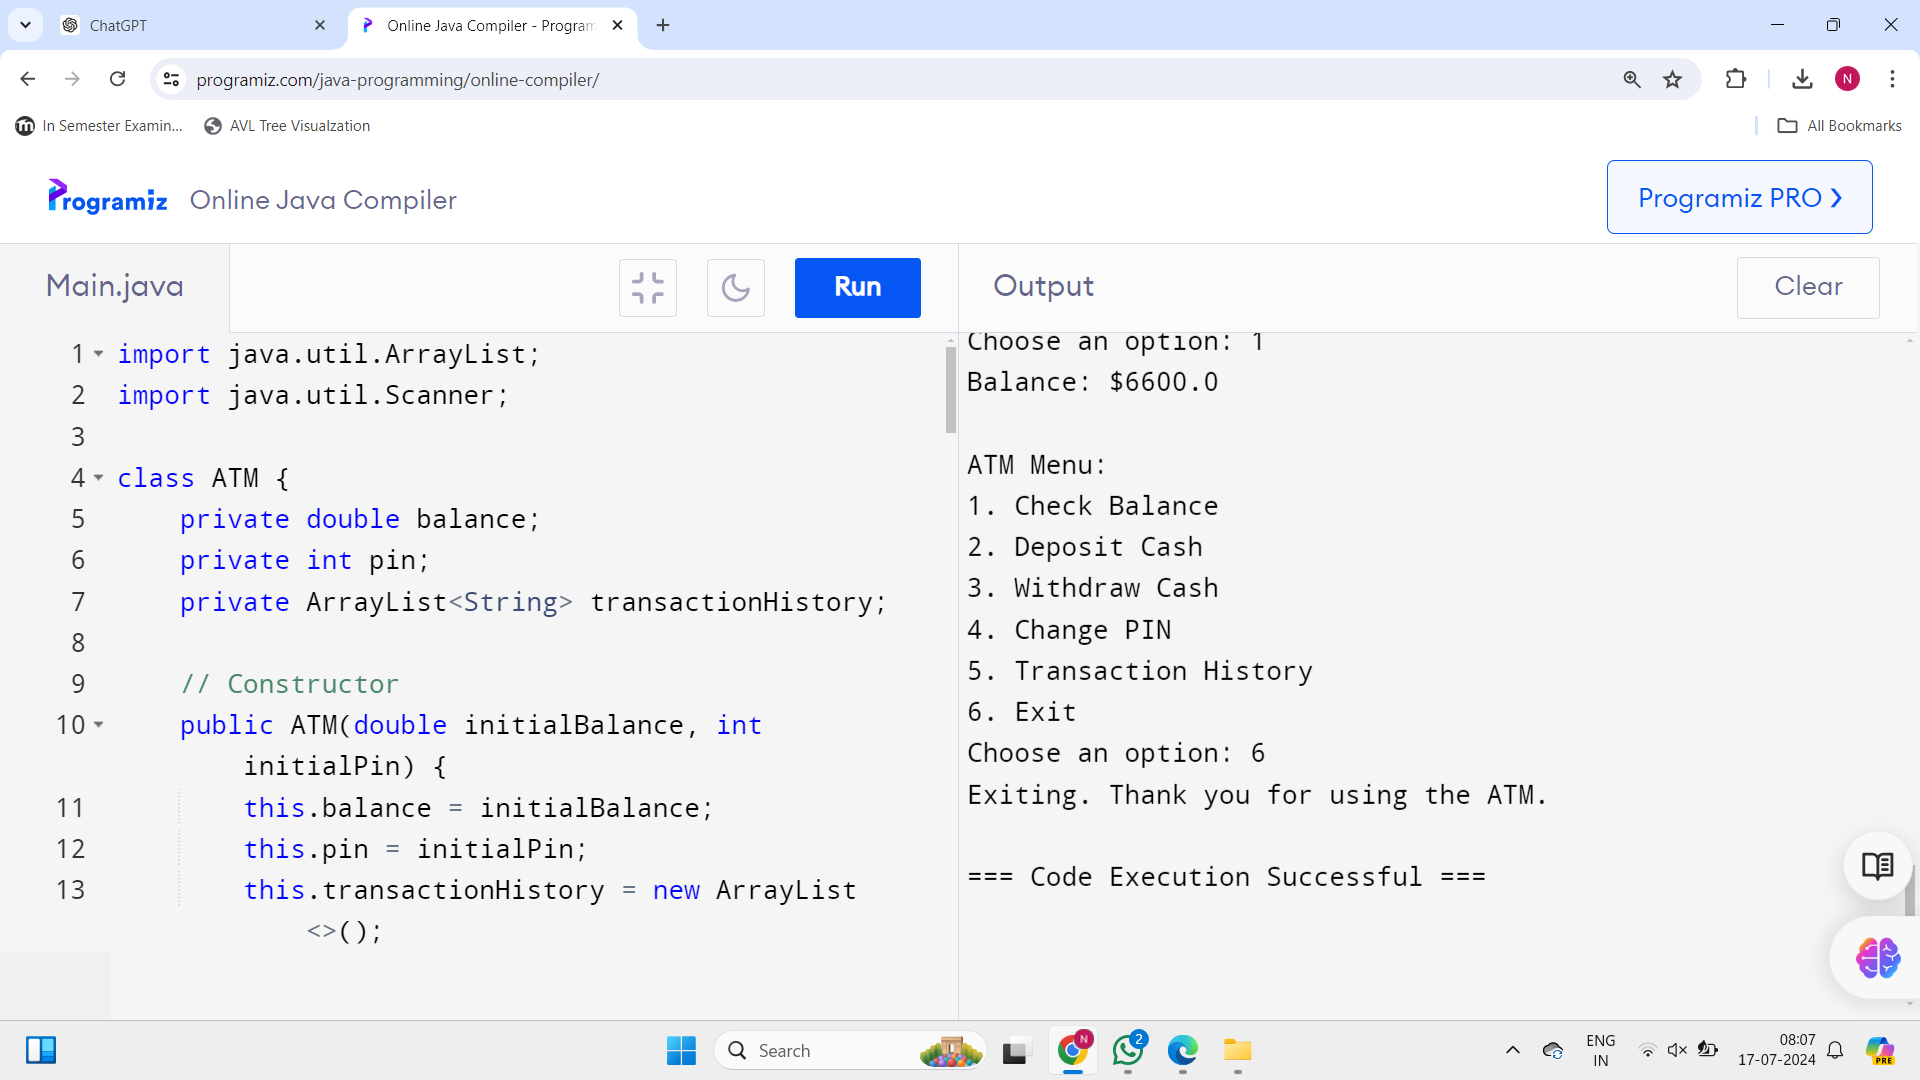 ChatGPT
Online Java Compiler - Program
programiz.com/java-programming/online-compiler/
N
In Semester Examin...
AVL Tree Visualzation
All Bookmarks
Programiz
Online Java Compiler
Programiz PRO ❯
Main.java
Run
Output
Clear
1 import java.util.ArrayList;
2 import java.util.Scanner;
3
4 class ATM {
5 private double balance;
6 private int pin;
7 private ArrayList<String> transactionHistory;
8
9 // Constructor
10 public ATM(double initialBalance, int
initialPin) {
11 this.balance = initialBalance;
12 this.pin = initialPin;
13 this.transactionHistory = new ArrayList
<>();
Choose an option: 1
Balance: $6600.0
ATM Menu:
1. Check Balance
2. Deposit Cash
3. Withdraw Cash
4. Change PIN
5. Transaction History
6. Exit
Choose an option: 6
Exiting. Thank you for using the ATM.
=== Code Execution Successful ===
Search
N
2
ENG
IN
08:07
17-07-2024
PRE